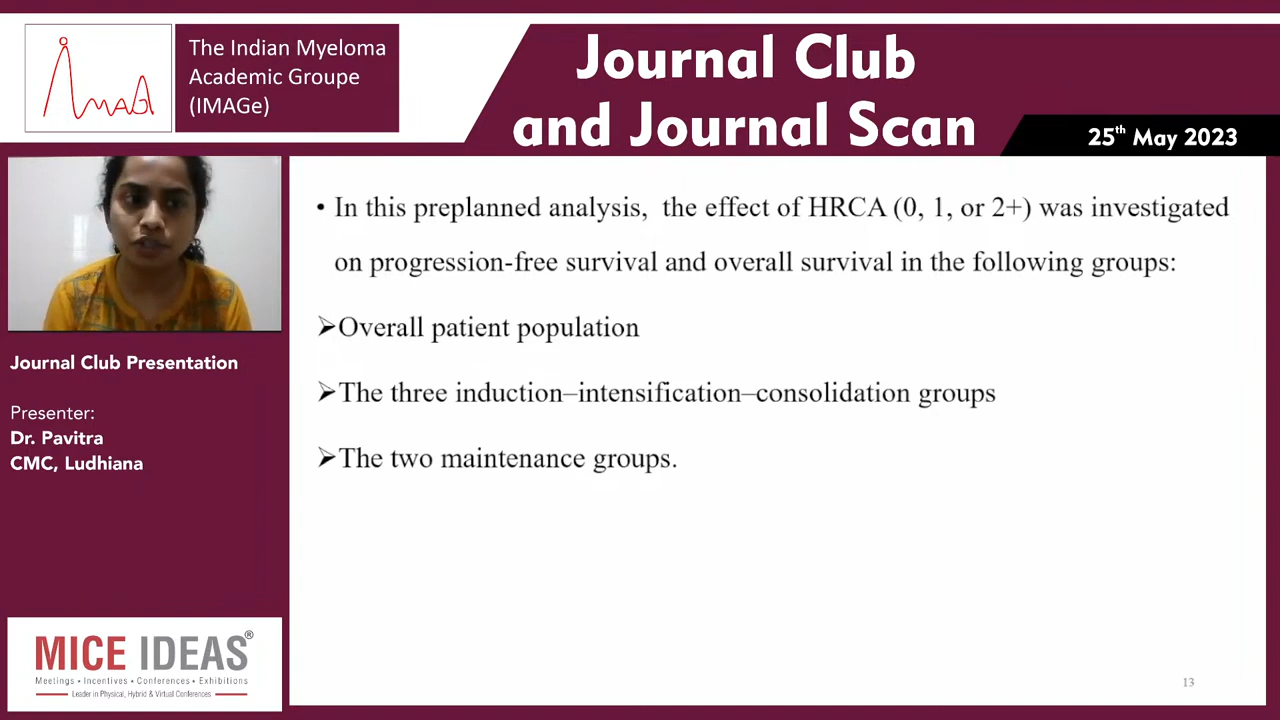 ImAG
The Indian Myeloma
Academic Groupe
(IMAGe)
Journal Club
and Journal Scan
25th May 2023
• In this preplanned analysis, the effect of HRCA (0, 1, or 2+) was investigated
on progression-free survival and overall survival in the following groups:
➢Overall patient population
➢The three induction–intensification–consolidation groups
➢The two maintenance groups.
Journal Club Presentation
Presenter:
Dr. Pavitra
CMC, Ludhiana
MICE IDEAS®
Meetings • Incentives • Conferences • Exhibitions
Leader in Physical, Hybrid & Virtual Conferences
13